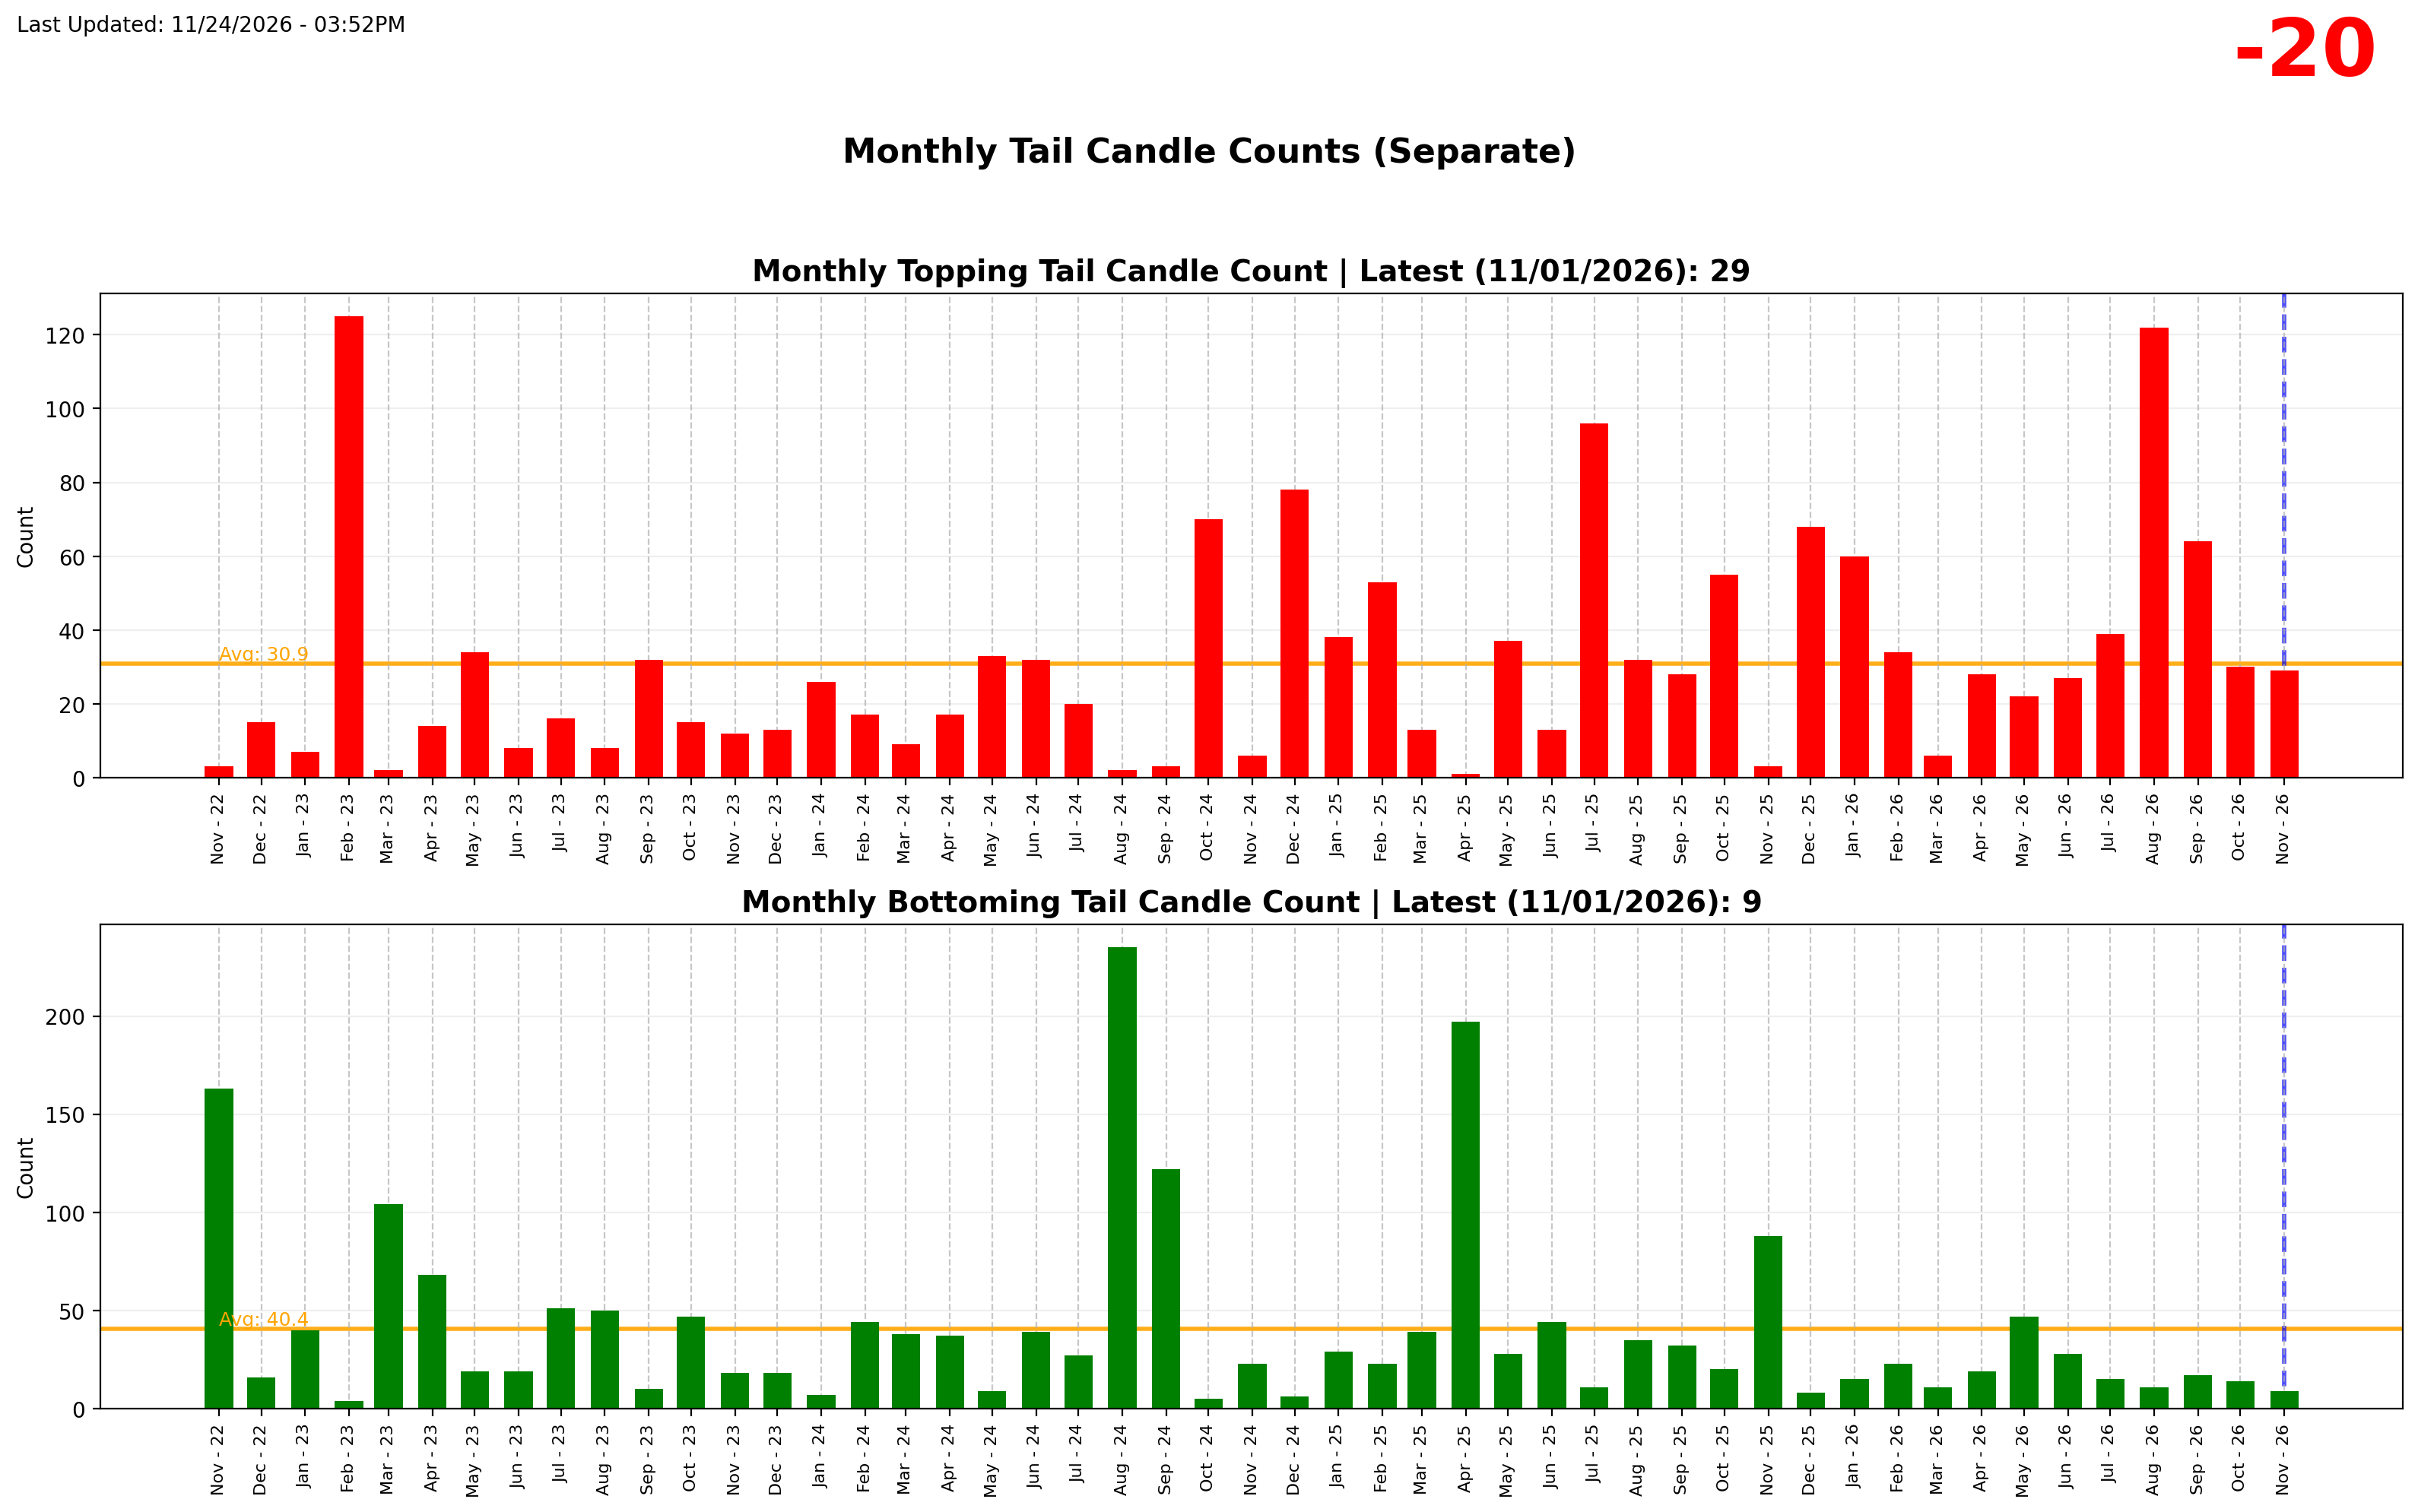 Last Updated: 11/24/2026 - 03:52PM
-20
Monthly Tail Candle Counts (Separate)
Monthly Topping Tail Candle Count | Latest (11/01/2026): 29
Count
120
100
80
60
40
20
0
Avg: 30.9
Nov - 22
Dec - 22
Jan - 23
Feb - 23
Mar - 23
Apr - 23
May - 23
Jun - 23
Jul - 23
Aug - 23
Sep - 23
Oct - 23
Nov - 23
Dec - 23
Jan - 24
Feb - 24
Mar - 24
Apr - 24
May - 24
Jun - 24
Jul - 24
Aug - 24
Sep - 24
Oct - 24
Nov - 24
Dec - 24
Jan - 25
Feb - 25
Mar - 25
Apr - 25
May - 25
Jun - 25
Jul - 25
Aug - 25
Sep - 25
Oct - 25
Nov - 25
Dec - 25
Jan - 26
Feb - 26
Mar - 26
Apr - 26
May - 26
Jun - 26
Jul - 26
Aug - 26
Sep - 26
Oct - 26
Nov - 26
Monthly Bottoming Tail Candle Count | Latest (11/01/2026): 9
Count
200
150
100
50
0
Avg: 40.4
Nov - 22
Dec - 22
Jan - 23
Feb - 23
Mar - 23
Apr - 23
May - 23
Jun - 23
Jul - 23
Aug - 23
Sep - 23
Oct - 23
Nov - 23
Dec - 23
Jan - 24
Feb - 24
Mar - 24
Apr - 24
May - 24
Jun - 24
Jul - 24
Aug - 24
Sep - 24
Oct - 24
Nov - 24
Dec - 24
Jan - 25
Feb - 25
Mar - 25
Apr - 25
May - 25
Jun - 25
Jul - 25
Aug - 25
Sep - 25
Oct - 25
Nov - 25
Dec - 25
Jan - 26
Feb - 26
Mar - 26
Apr - 26
May - 26
Jun - 26
Jul - 26
Aug - 26
Sep - 26
Oct - 26
Nov - 26